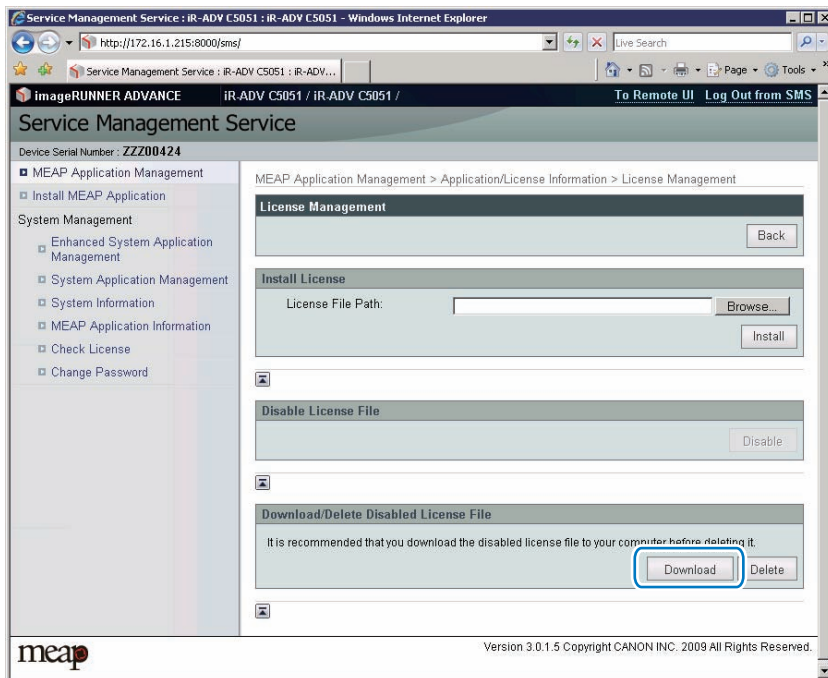 Service Management Service : iR-ADV C5051 : iR-ADV C5051 - Windows Internet Explorer
http://172.16.1.215:8000/sms/
Live Search
Service Management Service : iR-ADV C5051 : iR-ADV...
Page
Tools
imageRUNNER ADVANCE iR-ADV C5051 / iR-ADV C5051 / To Remote UI Log Out from SMS
Service Management Service
Device Serial Number : ZZZ00424
MEAP Application Management
Install MEAP Application
System Management
Enhanced System Application
Management
System Application Management
System Information
MEAP Application Information
Check License
Change Password
MEAP Application Management > Application/License Information > License Management
License Management
Back
Install License
License File Path:
Browse...
Install
Disable License File
Disable
Download/Delete Disabled License File
It is recommended that you download the disabled license file to your computer before deleting it.
Download
Delete
meap
Version 3.0.1.5 Copyright CANON INC. 2009 All Rights Reserved.